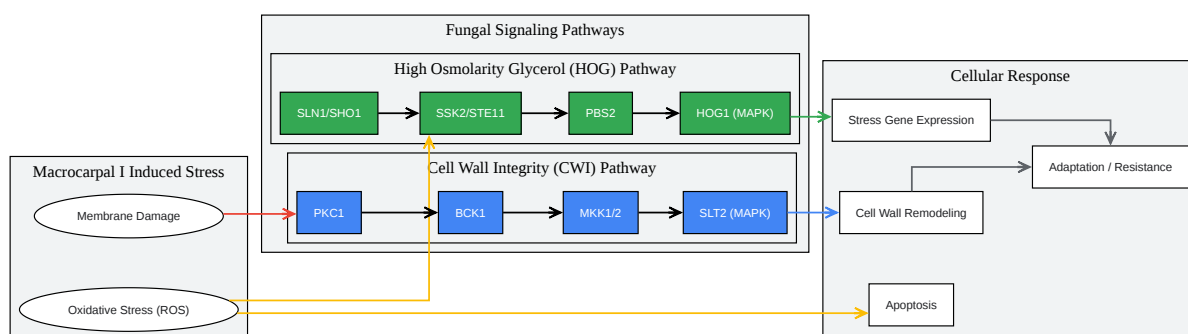 Fungal Signaling Pathways
High Osmolarity Glycerol (HOG) Pathway
SLN1/SHO1
SSK2/STE11
PBS2
HOG1 (MAPK)
Cell Wall Integrity (CWI) Pathway
PKC1
BCK1
MKK1/2
SLT2 (MAPK)
Macrocarpal I Induced Stress
Membrane Damage
Oxidative Stress (ROS)
Cellular Response
Stress Gene Expression
Adaptation / Resistance
Cell Wall Remodeling
Apoptosis